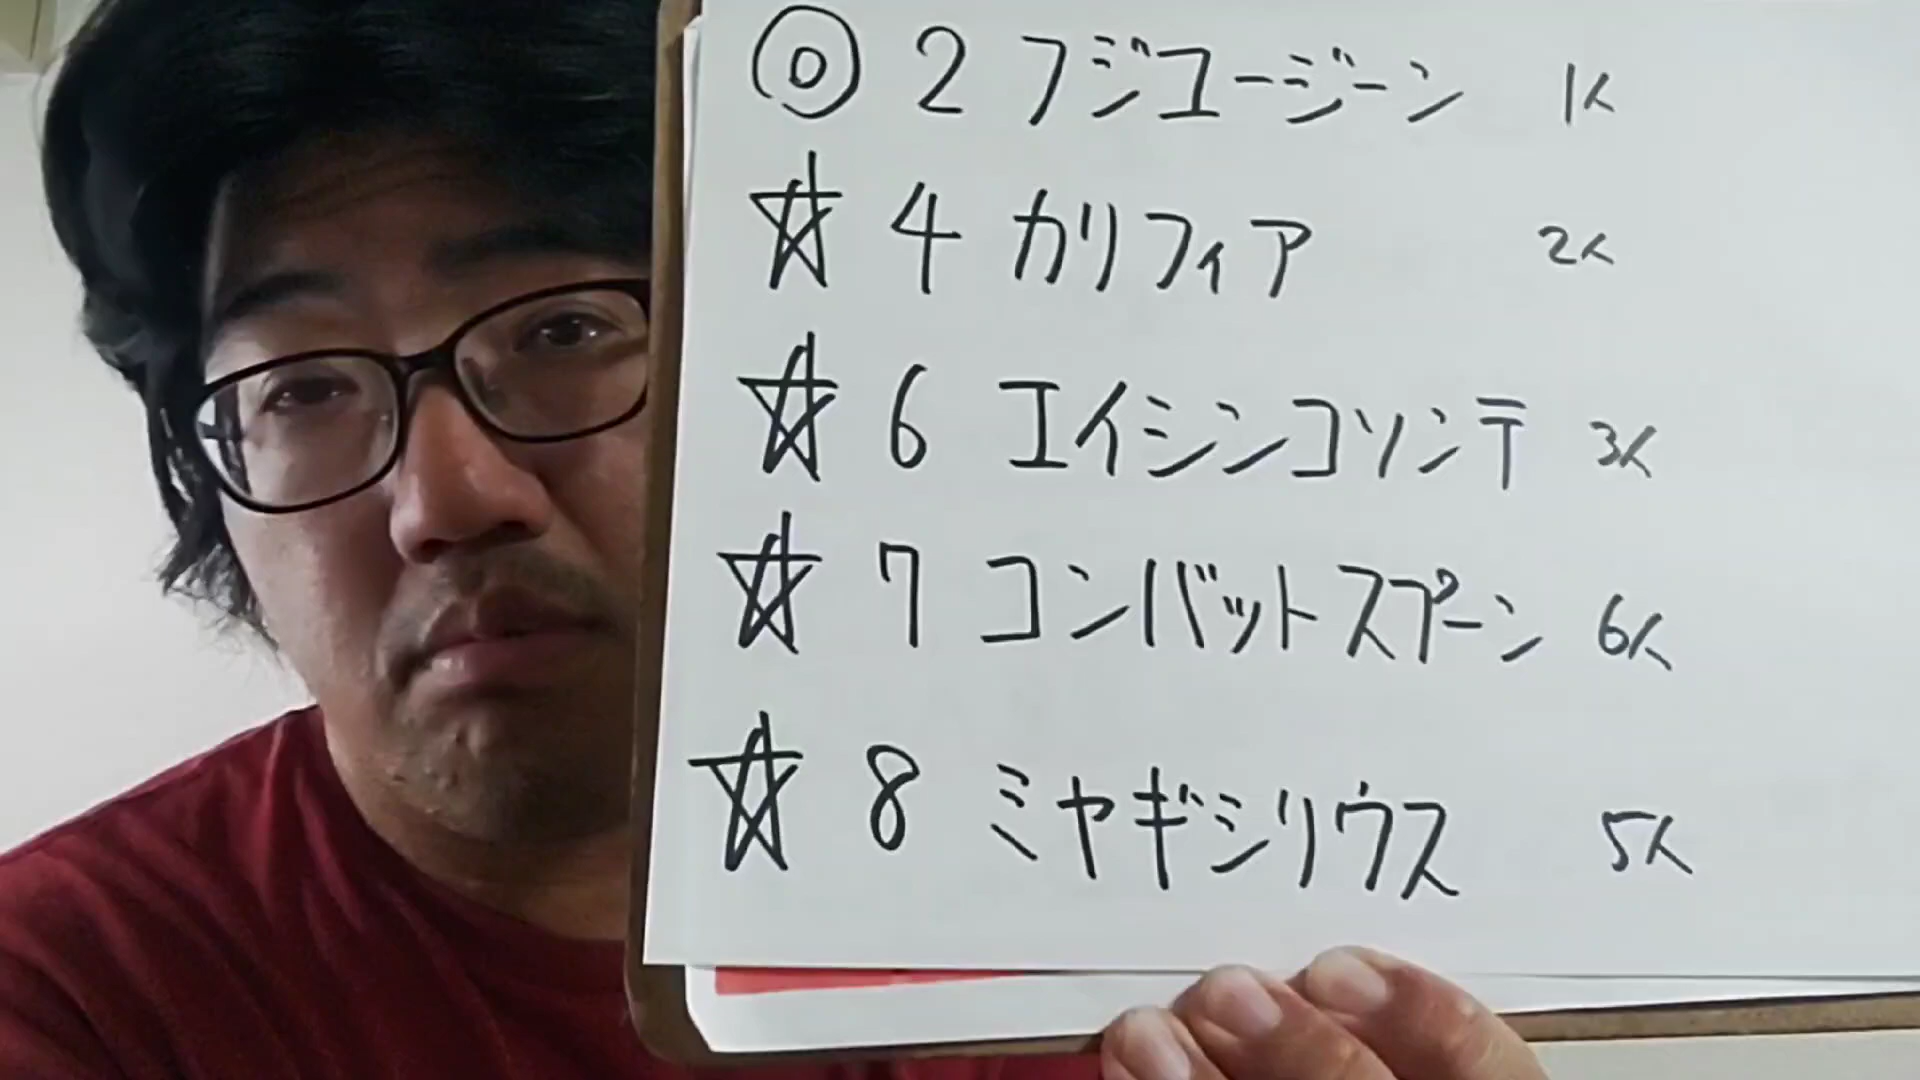 ◎ 2 フジユージーン 1人
☆ 4 カリフィア 2人
☆ 6 エイシンコソンテ 3人
☆ 7 コンバットスプーン 6人
☆ 8 ミヤギシリウス 5人